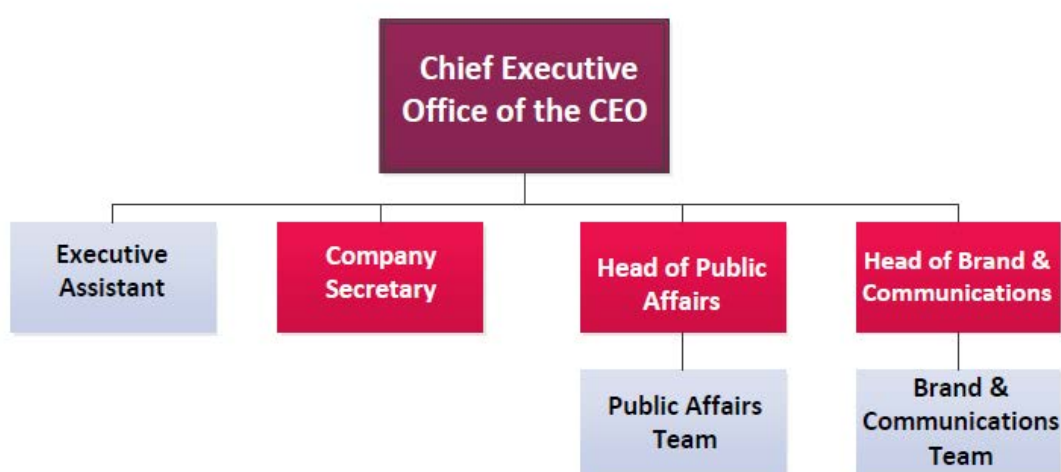 Chief Executive
Office of the CEO
Executive
Assistant
Company
Secretary
Head of Public
Affairs
Head of Brand &
Communications
Public Affairs
Team
Brand &
Communications
Team